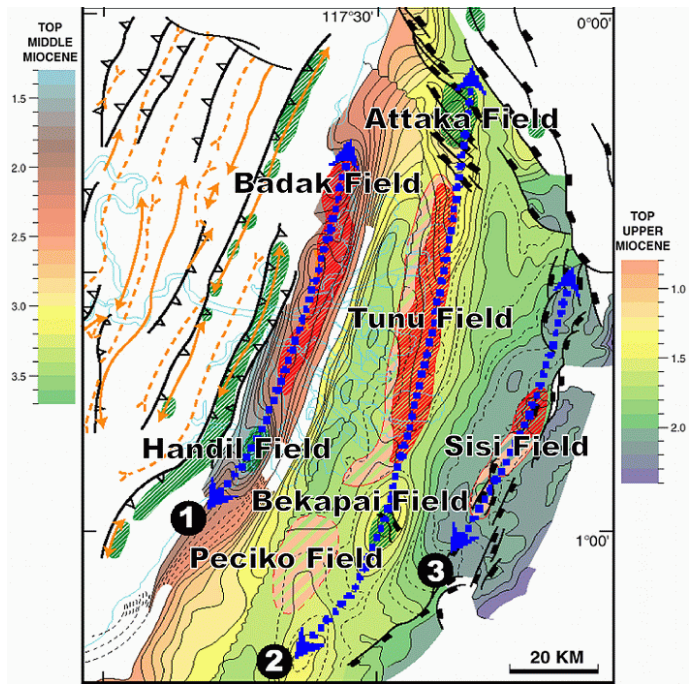 TOP
MIDDLE
MIOCENE
117°30'
0°00'
1.5
2.0
2.5
3.0
3.5
Attaka Field
Badak Field
TOP
UPPER
MIOCENE
1.0
1.5
2.0
Tunu Field
Handil Field
Sisi Field
Bekapai Field
1
Peciko Field
1°00'
3
2
20 KM